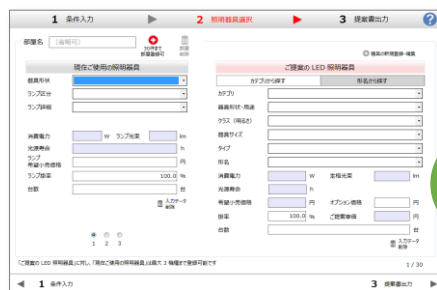 1 条件入力 ▶ 2 照明器具選択 ▶ 3 提案書出力 ?
部屋名 (省略可)
30件まで部屋登録可
部屋削除
器具の新規登録・編集
現在ご使用の照明器具
器具形状
ランプ区分
ランプ詳細
消費電力 W ランプ光束 lm
光源寿命 h
ランプ希望小売価格 円
ランプ掛率 100.0 %
台数 台
入力データ削除
1 2 3
ご提案の LED 照明器具
カテゴリから探す 形名から探す
カテゴリ
器具形状・用途
クラス (明るさ)
器具サイズ
タイプ
形名
消費電力 W 定格光束 lm
光源寿命 h
希望小売価格 円 オプション価格 円
掛率 100.0 % ご提案単価 円
台数 台
入力データ削除
「ご提案の LED 照明器具」に対し、「現在ご使用の照明器具」は最大 3 機種まで登録可能です
1 / 30
◀ 1 条件入力 3 提案書出力 ▶